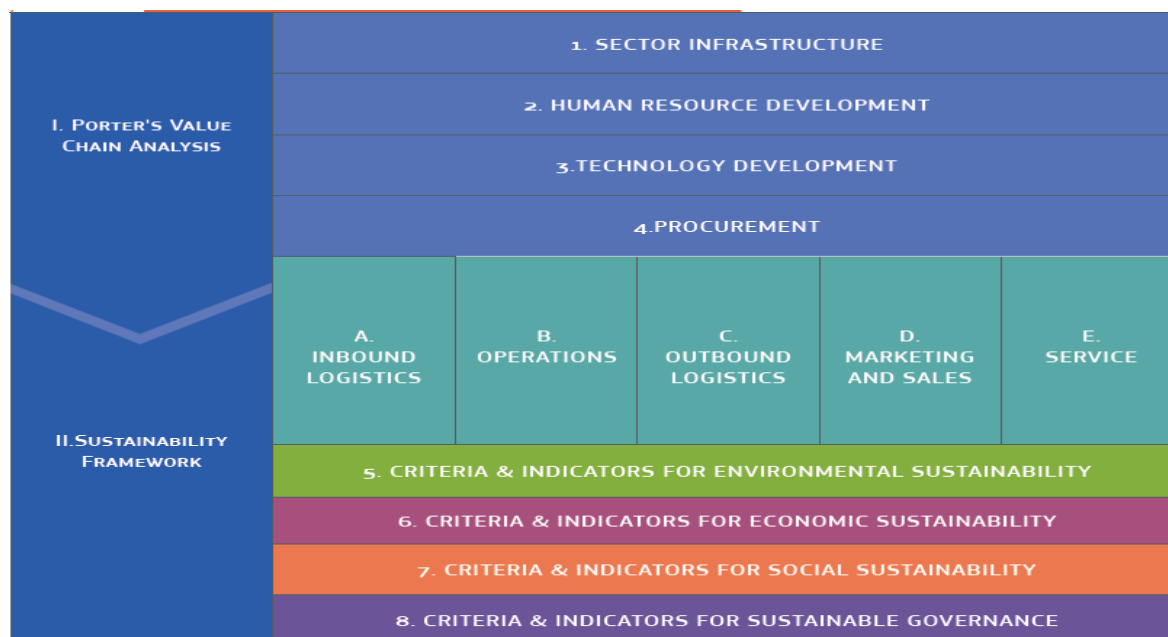 I. Porter's Value
Chain Analysis
1. SECTOR INFRASTRUCTURE
2. HUMAN RESOURCE DEVELOPMENT
3.TECHNOLOGY DEVELOPMENT
4.PROCUREMENT
A.
INBOUND
LOGISTICS
B.
OPERATIONS
C.
OUTBOUND
LOGISTICS
D.
MARKETING
AND SALES
E.
SERVICE
II.Sustainability
Framework
5. CRITERIA & INDICATORS FOR ENVIRONMENTAL SUSTAINABILITY
6. CRITERIA & INDICATORS FOR ECONOMIC SUSTAINABILITY
7. CRITERIA & INDICATORS FOR SOCIAL SUSTAINABILITY
8. CRITERIA & INDICATORS FOR SUSTAINABLE GOVERNANCE